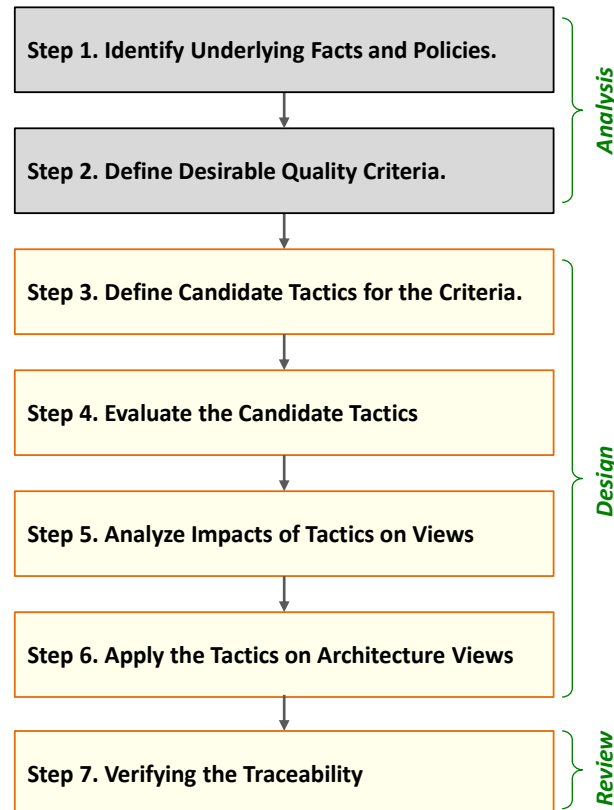 Step 1. Identify Underlying Facts and Policies.
Step 2. Define Desirable Quality Criteria.
Analysis
Step 3. Define Candidate Tactics for the Criteria.
Step 4. Evaluate the Candidate Tactics
Step 5. Analyze Impacts of Tactics on Views
Step 6. Apply the Tactics on Architecture Views
Design
Step 7. Verifying the Traceability
Review